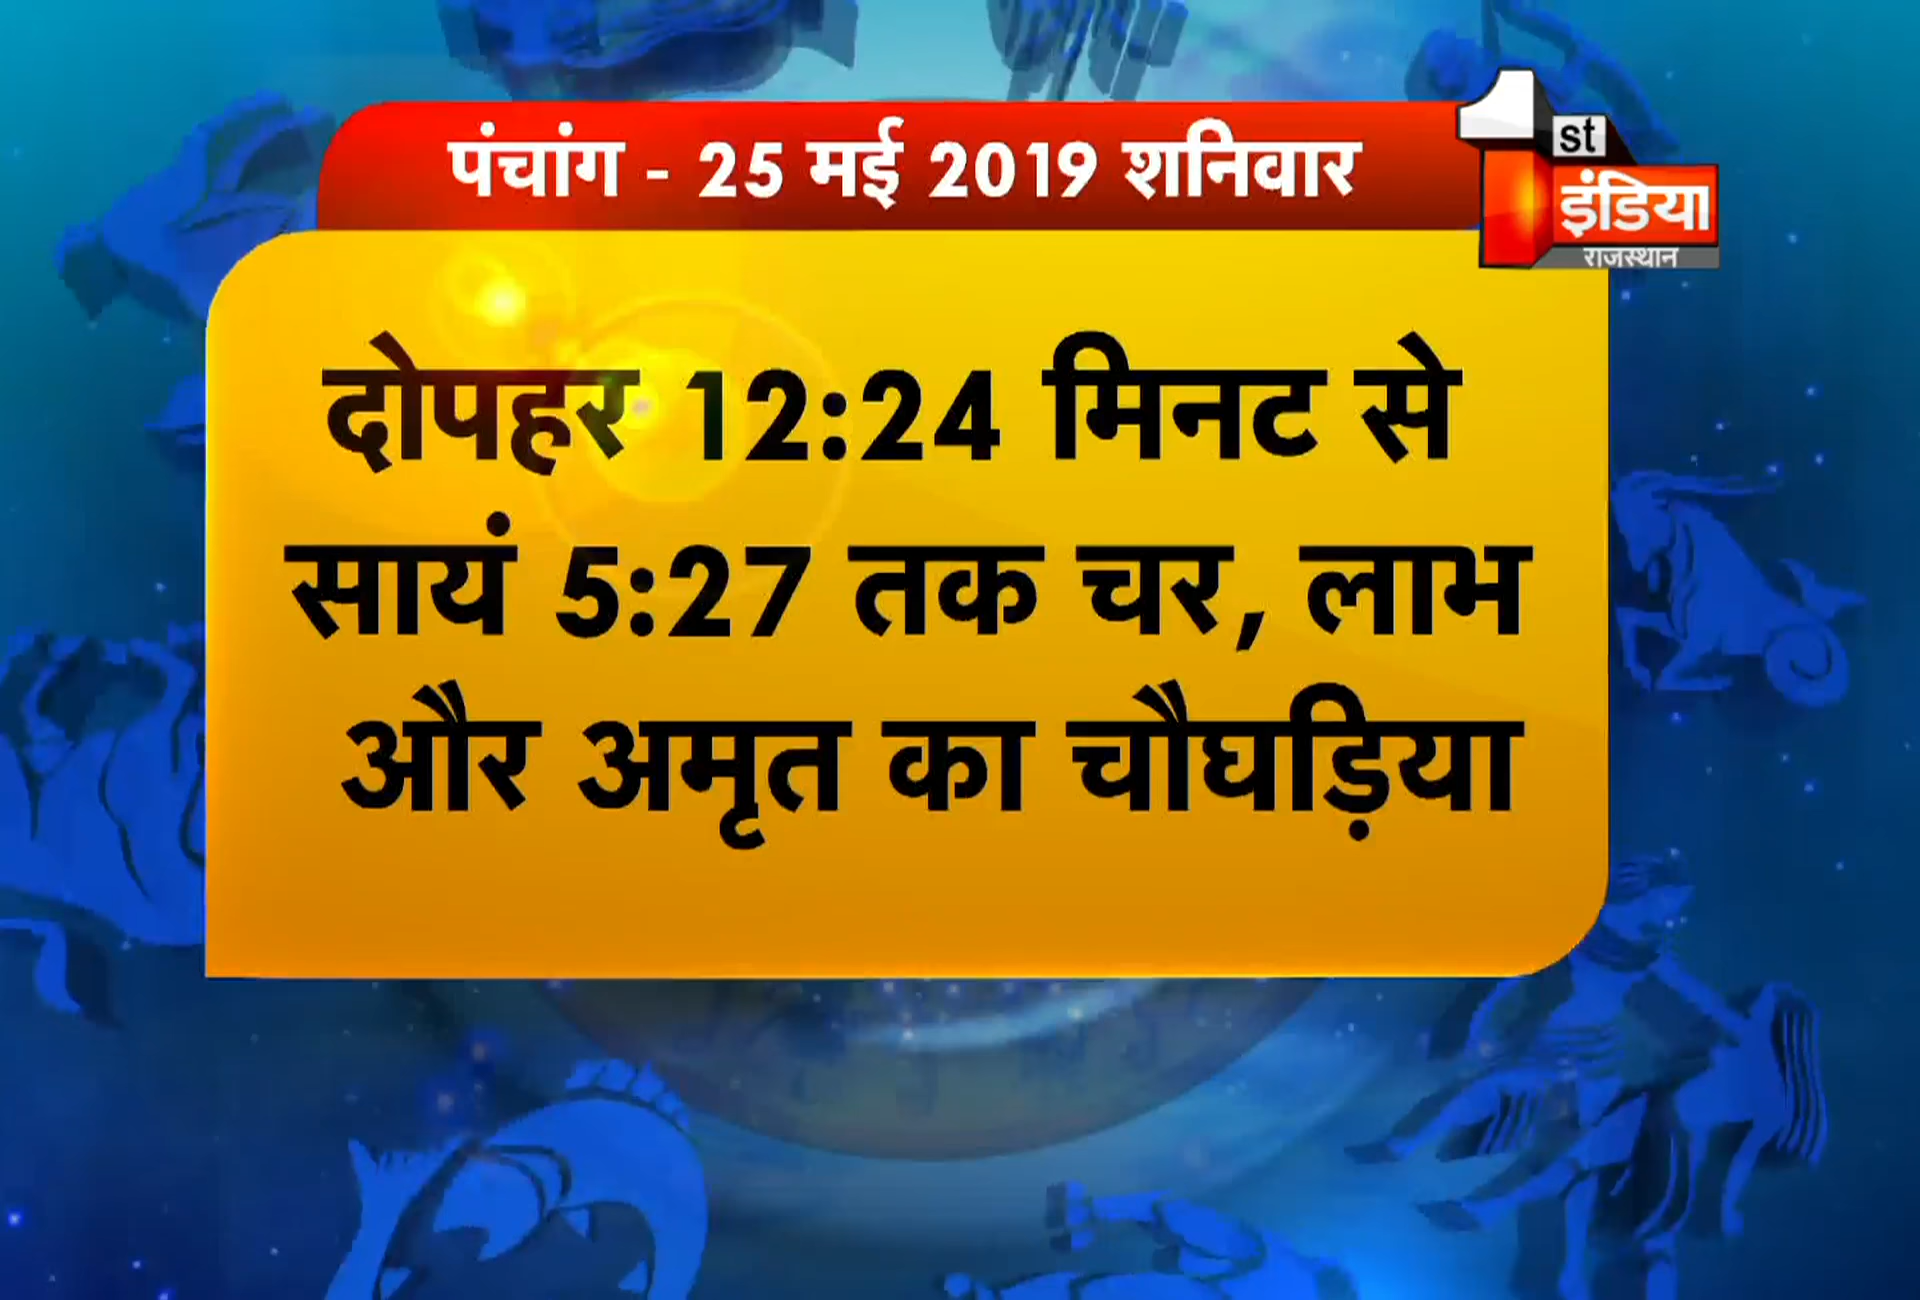 पंचांग - 25 मई 2019 शनिवार
1st
इंडिया
राजस्थान
दोपहर 12:24 मिनट से
सायं 5:27 तक चर, लाभ
और अमृत का चौघड़िया